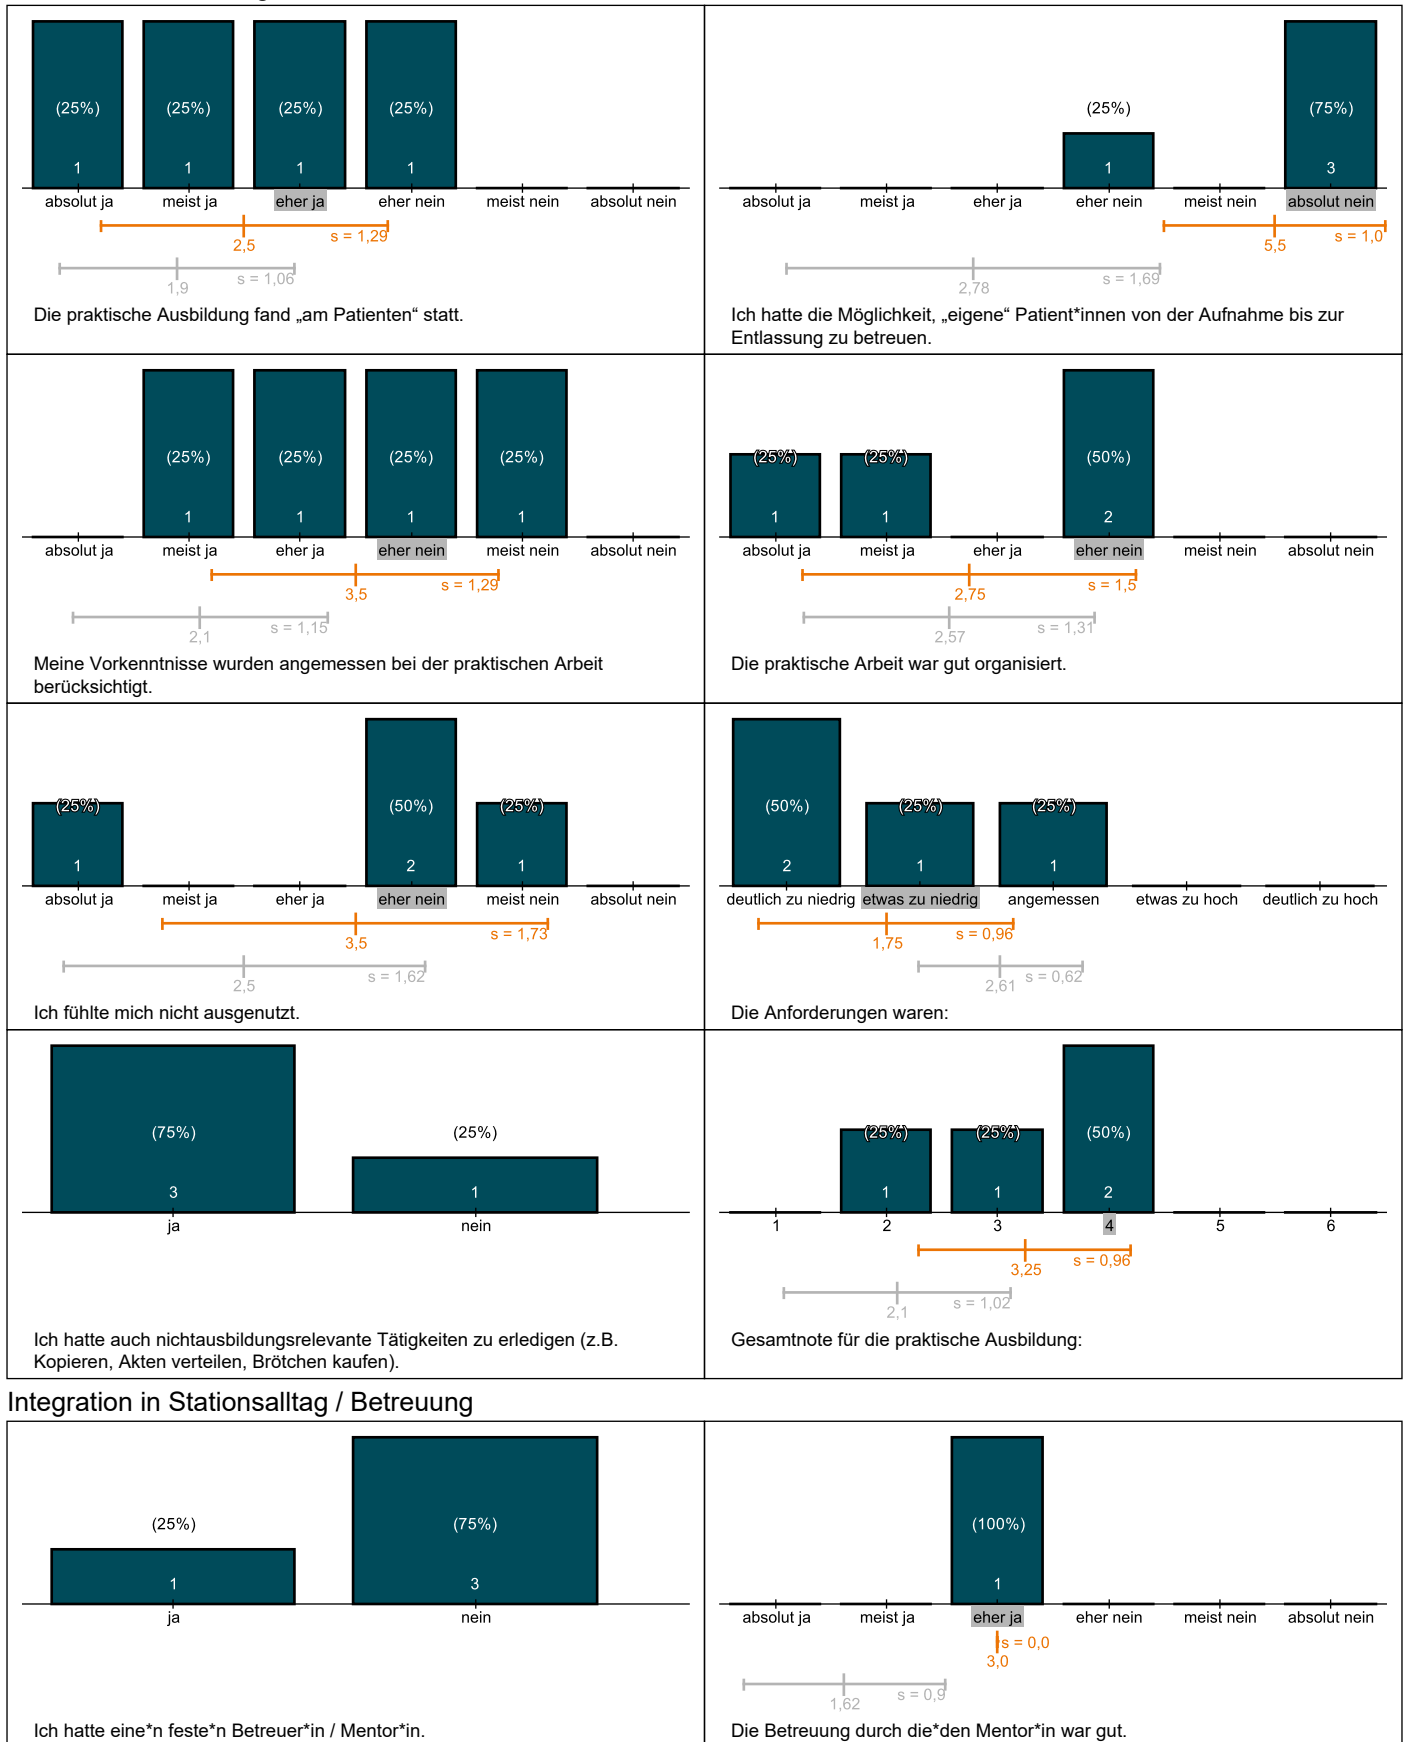 (25%) (25%) (25%) (25%)
1 1 1 1
absolut ja meist ja eher ja eher nein meist nein absolut nein
2,5 s = 1,29
1,9 s = 1,06
Die praktische Ausbildung fand „am Patienten“ statt.
(25%) (75%)
1 3
absolut ja meist ja eher ja eher nein meist nein absolut nein
5,5 s = 1,0
2,78 s = 1,69
Ich hatte die Möglichkeit, „eigene“ Patient*innen von der Aufnahme bis zur
Entlassung zu betreuen.
(25%) (25%) (25%) (25%)
1 1 1 1
absolut ja meist ja eher ja eher nein meist nein absolut nein
3,5 s = 1,29
2,1 s = 1,15
Meine Vorkenntnisse wurden angemessen bei der praktischen Arbeit
berücksichtigt.
(25%) (25%) (50%)
1 1 2
absolut ja meist ja eher ja eher nein meist nein absolut nein
2,75 s = 1,5
2,57 s = 1,31
Die praktische Arbeit war gut organisiert.
(25%) (50%) (25%)
1 2 1
absolut ja meist ja eher ja eher nein meist nein absolut nein
3,5 s = 1,73
2,5 s = 1,62
Ich fühlte mich nicht ausgenutzt.
(50%) (25%) (25%)
2 1 1
deutlich zu niedrig etwas zu niedrig angemessen etwas zu hoch deutlich zu hoch
1,75 s = 0,96
2,61 s = 0,62
Die Anforderungen waren:
(75%) (25%)
3 1
ja nein
Ich hatte auch nichtausbildungsrelevante Tätigkeiten zu erledigen (z.B.
Kopieren, Akten verteilen, Brötchen kaufen).
(25%) (25%) (50%)
1 1 2
1 2 3 4 5 6
3,25 s = 0,96
2,1 s = 1,02
Gesamtnote für die praktische Ausbildung:
Integration in Stationsalltag / Betreuung
(25%) (75%)
1 3
ja nein
Ich hatte eine*n feste*n Betreuer*in / Mentor*in.
(100%)
1
absolut ja meist ja eher ja eher nein meist nein absolut nein
s = 0,0
3,0
1,62 s = 0,9
Die Betreuung durch die*den Mentor*in war gut.